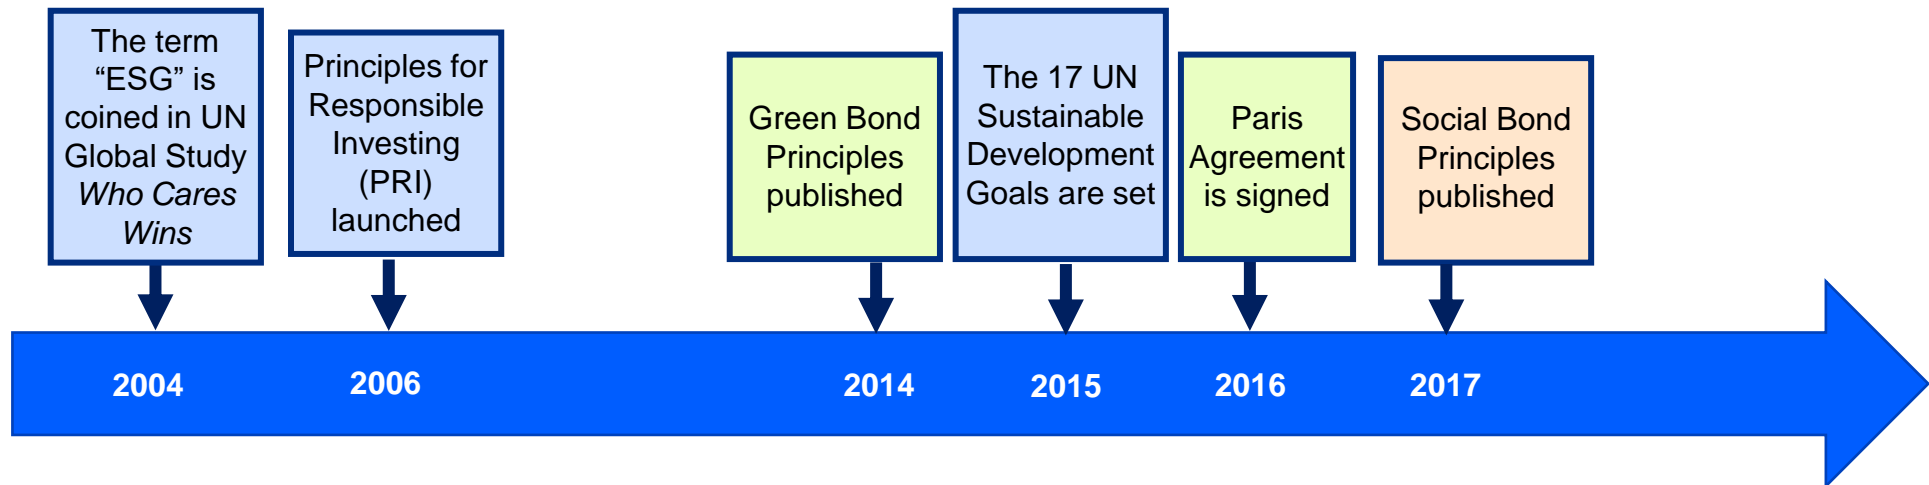 The term
“ESG” is
coined in UN
Global Study
Who Cares
Wins
Principles for
Responsible
Investing
(PRI)
launched
Green Bond
Principles
published
The 17 UN
Sustainable
Development
Goals are set
Paris
Agreement
is signed
Social Bond
Principles
published
2004
2006
2014
2015
2016
2017